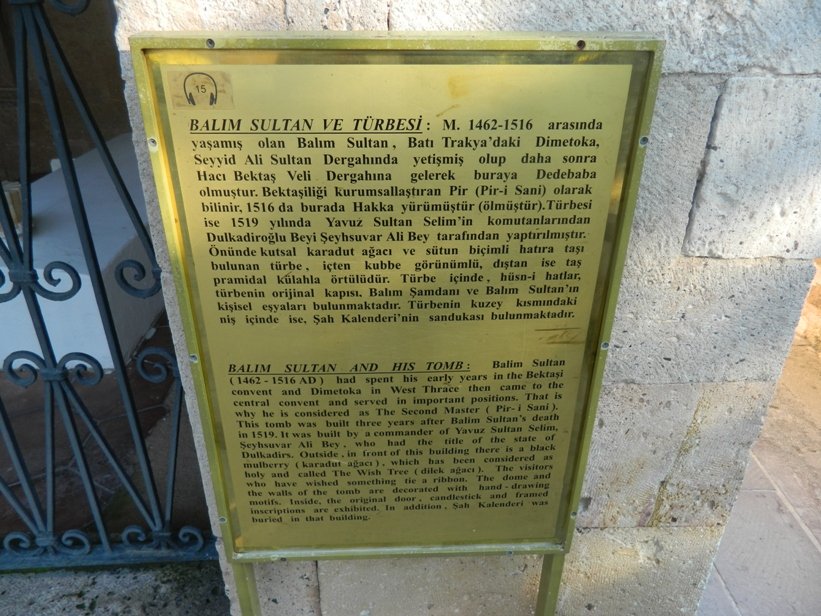 15
BALIM SULTAN VE TÜRBESİ : M. 1462-1516 arasında
yaşamış olan Balım Sultan , Batı Trakya'daki Dimetoka,
Seyyid Ali Sultan Dergahında yetişmiş olup daha sonra
Hacı Bektaş Veli Dergahına gelerek buraya Dedebaba
olmuştur. Bektaşiliği kurumsallaştıran Pir (Pir-i Sani) olarak
bilinir, 1516 da burada Hakka yürümüştür (ölmüştür).Türbesi
ise 1519 yılında Yavuz Sultan Selim'in komutanlarından
Dulkadiroğlu Beyi Şeyhsuvar Ali Bey tarafından yaptırılmıştır.
Önünde kutsal karadut ağacı ve sütun biçimli hatıra taşı
bulunan türbe , içten kubbe görünümlü, dıştan ise taş
pramidal külahla örtülüdür. Türbe içinde , hüsn-i hatlar,
türbenin orijinal kapısı, Balım Şamdanı ve Balım Sultan'ın
kişisel eşyaları bulunmaktadır. Türbenin kuzey kısmındaki
niş içinde ise, Şah Kalenderi'nin sandukası bulunmaktadır.
BALIM SULTAN AND HIS TOMB : Balim Sultan
( 1462 - 1516 AD ) had spent his early years in the Bektaşi
convent and Dimetoka in West Thrace then came to the
central convent and served in important positions. That is
why he is considered as The Second Master ( Pir- i Sani ).
This tomb was built three years after Balim Sultan's death
in 1519. It was built by a commander of Yavuz Sultan Selim,
Şeyhsuvar Ali Bey , who had the title of the state of
Dulkadirs. Outside , in front of this building there is a black
mulberry ( karadut ağacı ) , which has been considered as
holy and called The Wish Tree ( dilek ağacı ). The visitors
who have wished something tie a ribbon. The dome and
the walls of the tomb are decorated with hand - drawing
motifs. Inside, the original door , candlestick and framed
inscriptions are exhibited. In addition , Şah Kalenderi was
buried in that building.